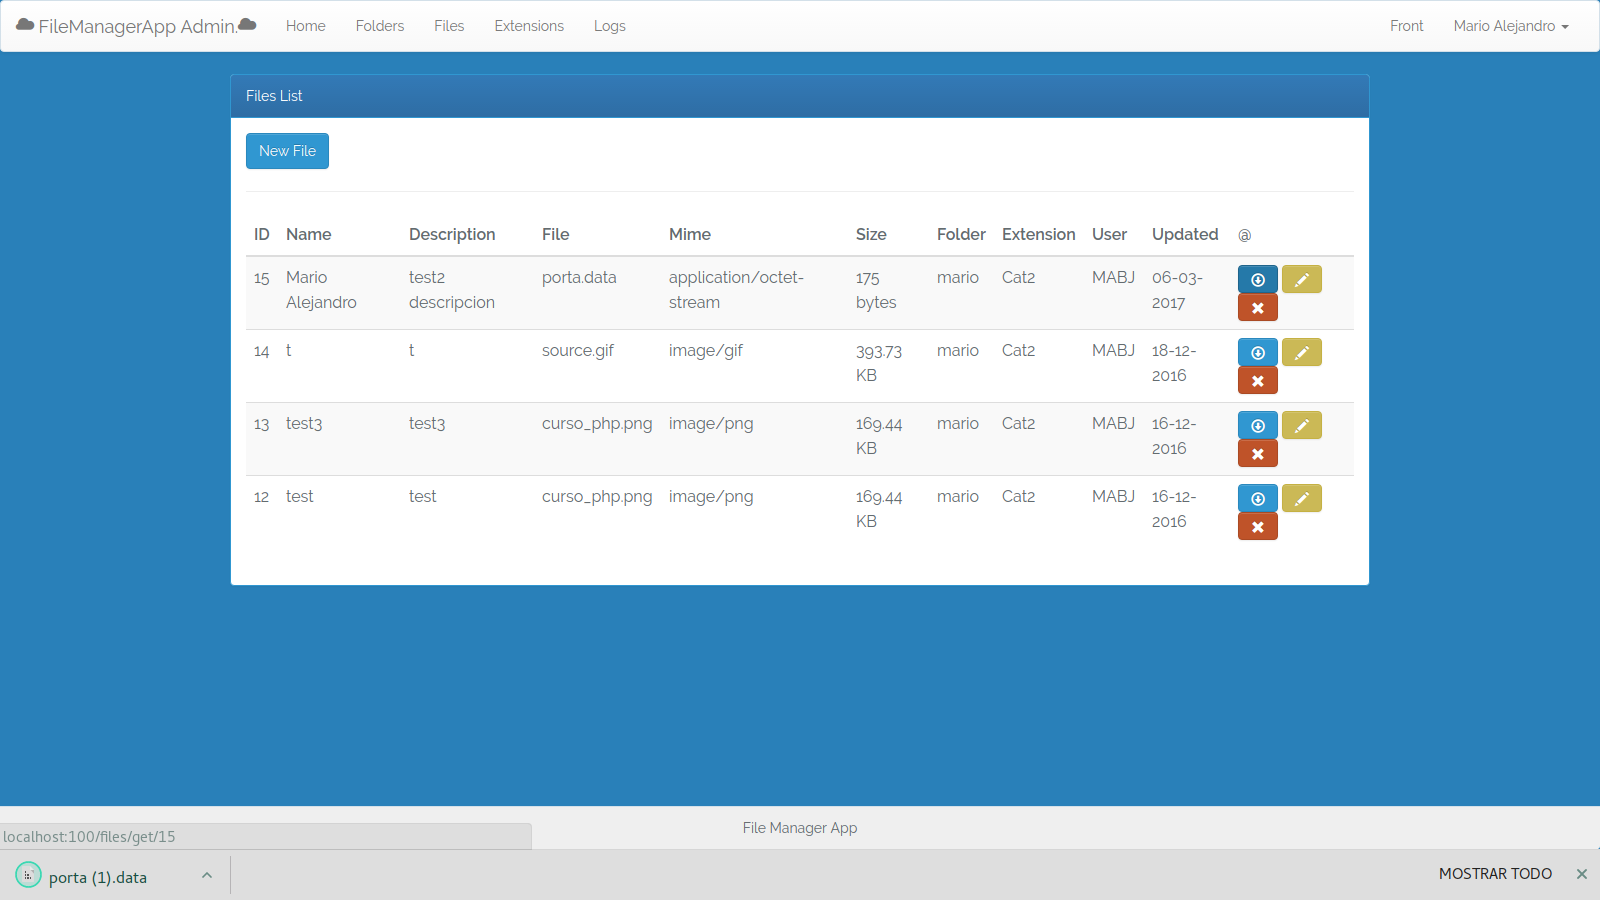 FileManagerApp Admin. Home Folders Files Extensions Logs Front Mario Alejandro
Files List
New File
ID Name Description File Mime Size Folder Extension User Updated @
15 Mario test2 porta.data application/octet- 175 mario Cat2 MABJ 06-03-
Alejandro descripcion stream bytes 2017
14 t t source.gif image/gif 393.73 mario Cat2 MABJ 18-12-
KB 2016
13 test3 test3 curso_php.png image/png 169.44 mario Cat2 MABJ 16-12-
KB 2016
12 test test curso_php.png image/png 169.44 mario Cat2 MABJ 16-12-
KB 2016
File Manager App
localhost:100/files/get/15
porta (1).data MOSTRAR TODO